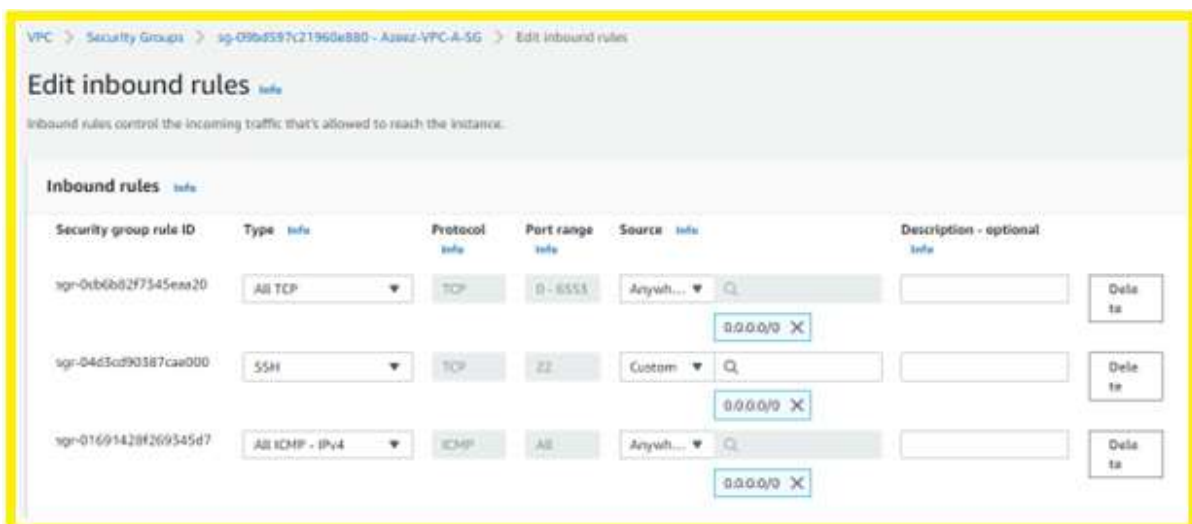 VPC > Security Groups > sg-09bd597c21960e880 - Azeez-VPC-A-SG > Edit inbound rules
Edit inbound rules Info
Inbound rules control the incoming traffic that's allowed to reach the instance.
Inbound rules Info
Security group rule ID Type Info Protocol Info Port range Info Source Info Description - optional Info
sgr-0cb6b82f7345eaa20 All TCP TCP 0 - 6553 Anywh... Dele
te
0.0.0.0/0
sgr-04d3cd90387cae000 SSH TCP 22 Custom Dele
te
0.0.0.0/0
sgr-01691428f269345d7 All ICMP - IPv4 ICMP All Anywh... Dele
te
0.0.0.0/0